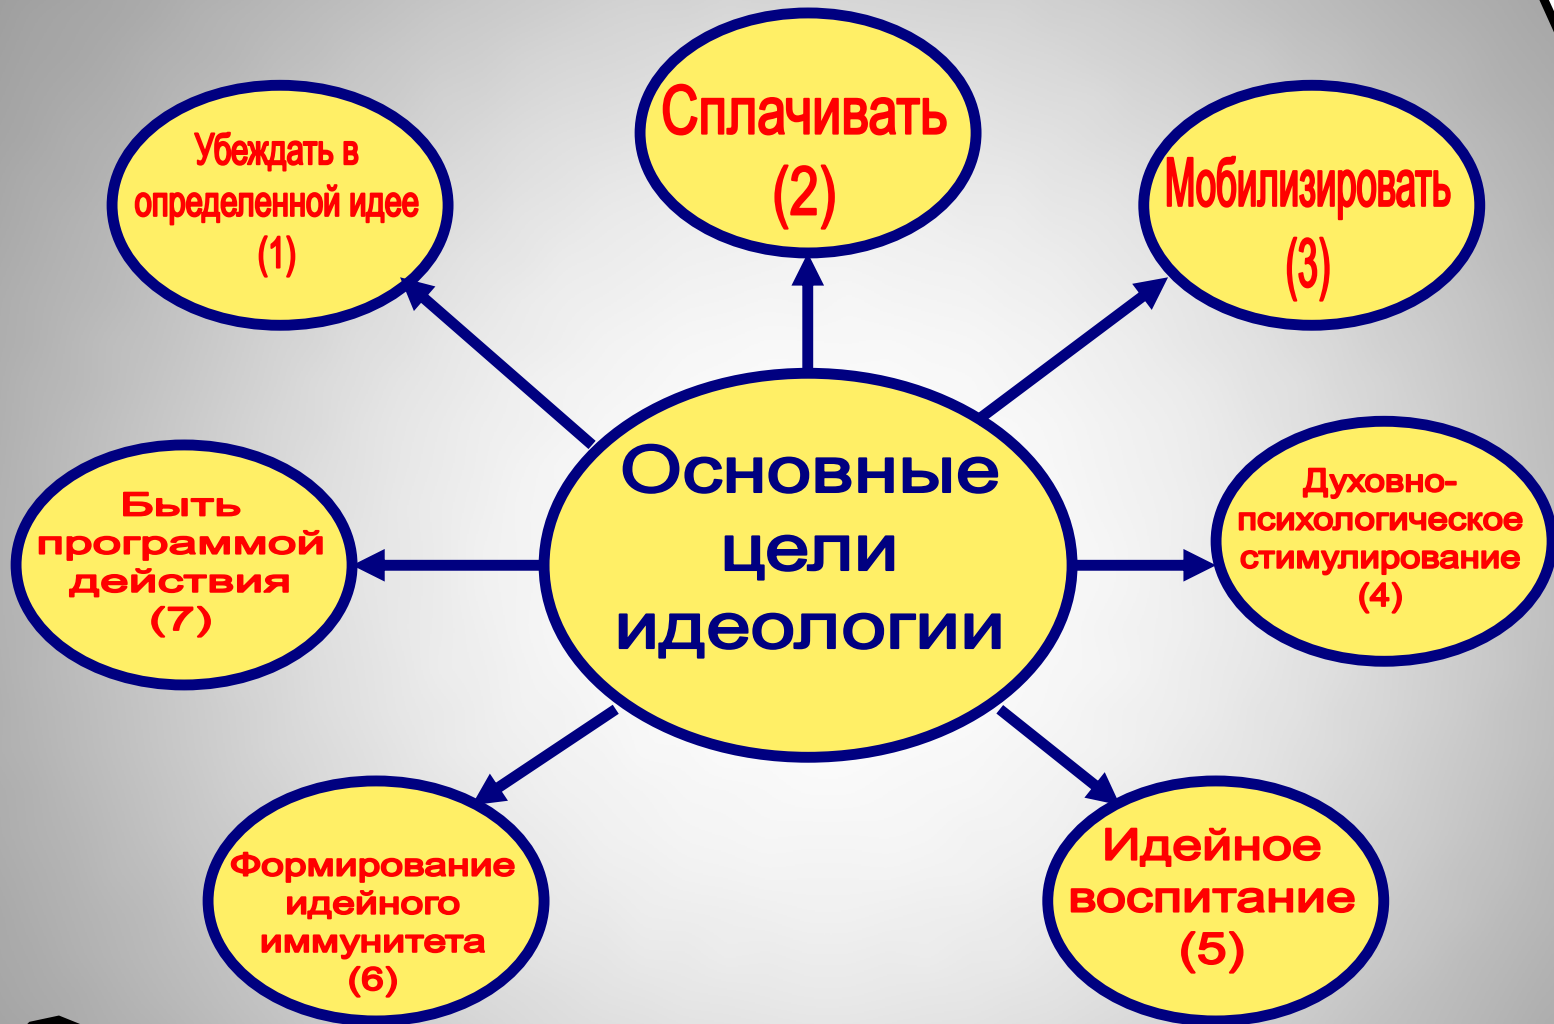 Убеждать в
определенной идее
(1)
Сплачивать
(2)
Мобилизировать
(3)
Основные
цели
идеологии
Духовно-
психологическое
стимулирование
(4)
Быть
программой
действия
(7)
Формирование
идейного
иммунитета
(6)
Идейное
воспитание
(5)